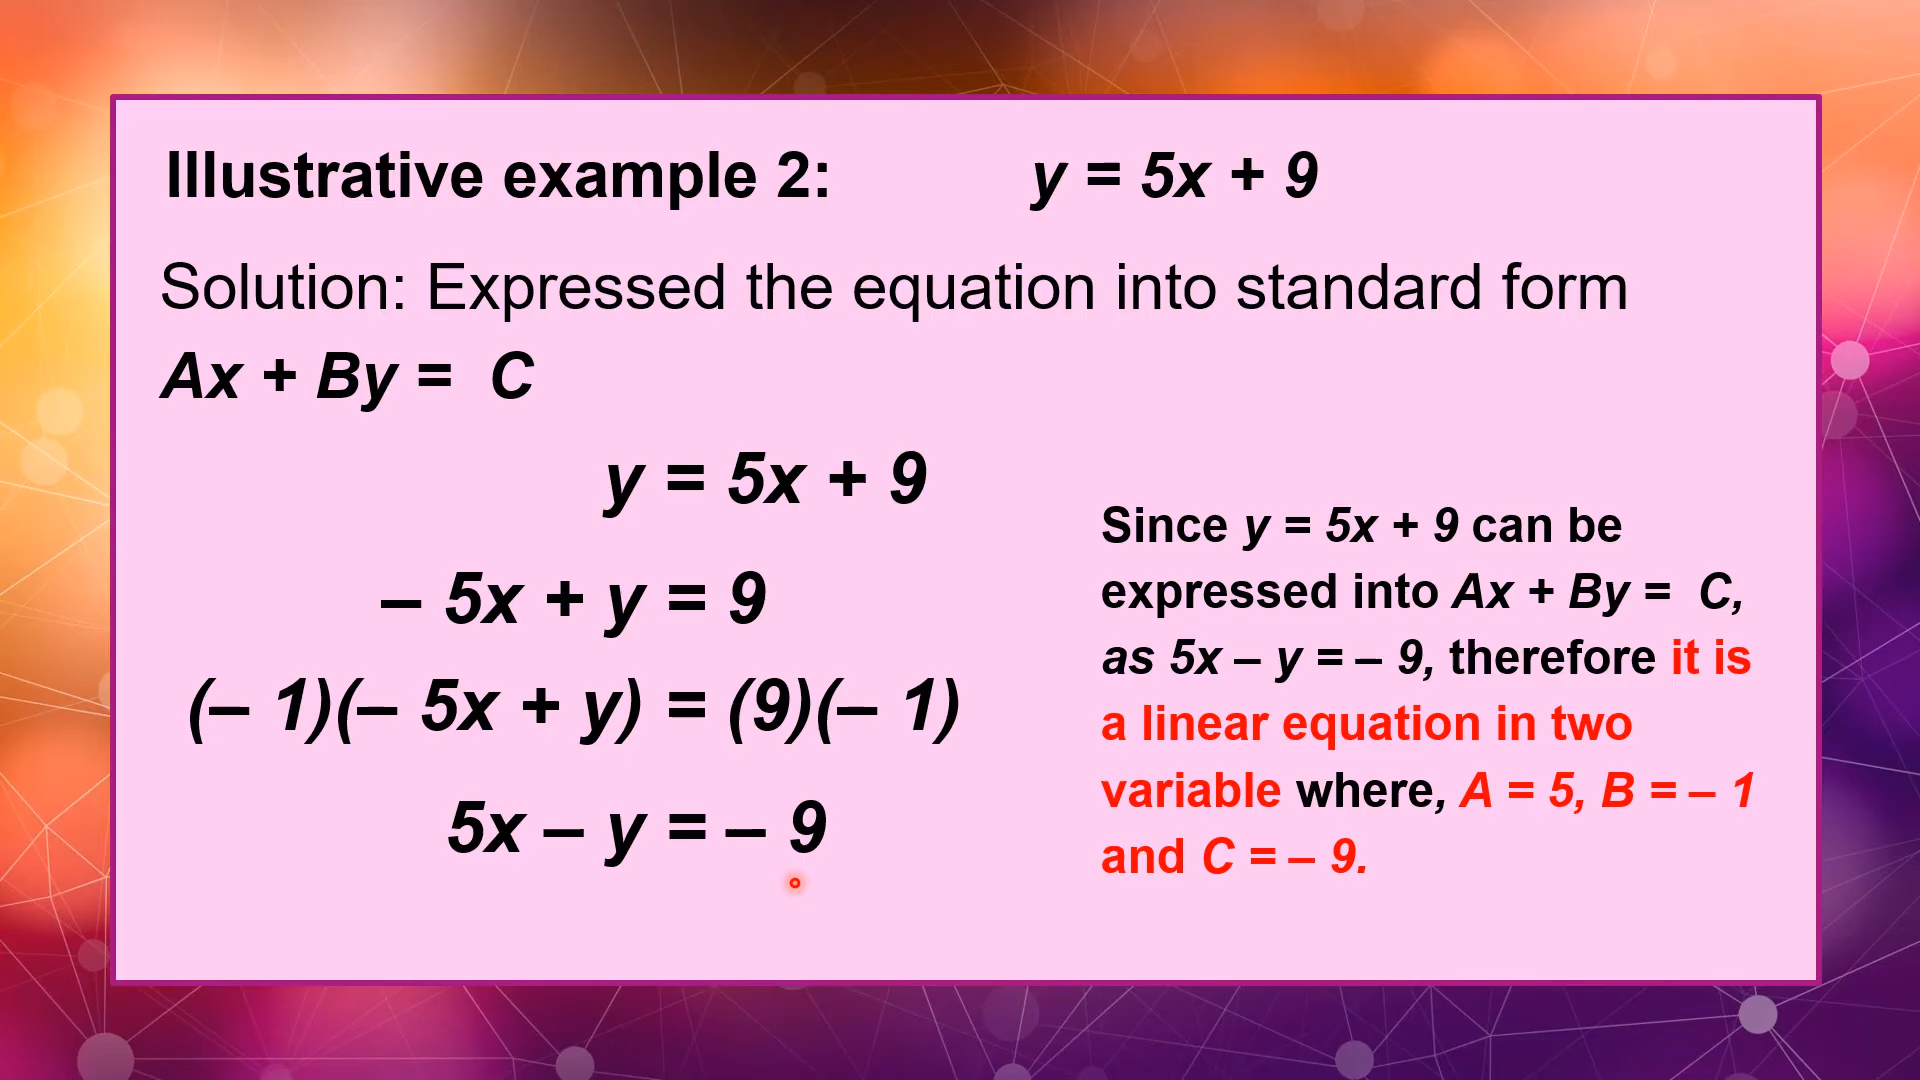 Illustrative example 2: y = 5x + 9
Solution: Expressed the equation into standard form
Ax + By = C
y = 5x + 9
– 5x + y = 9
(– 1)(– 5x + y) = (9)(– 1)
5x – y = – 9
Since y = 5x + 9 can be
expressed into Ax + By = C,
as 5x – y = – 9, therefore it is
a linear equation in two
variable where, A = 5, B = – 1
and C = – 9.